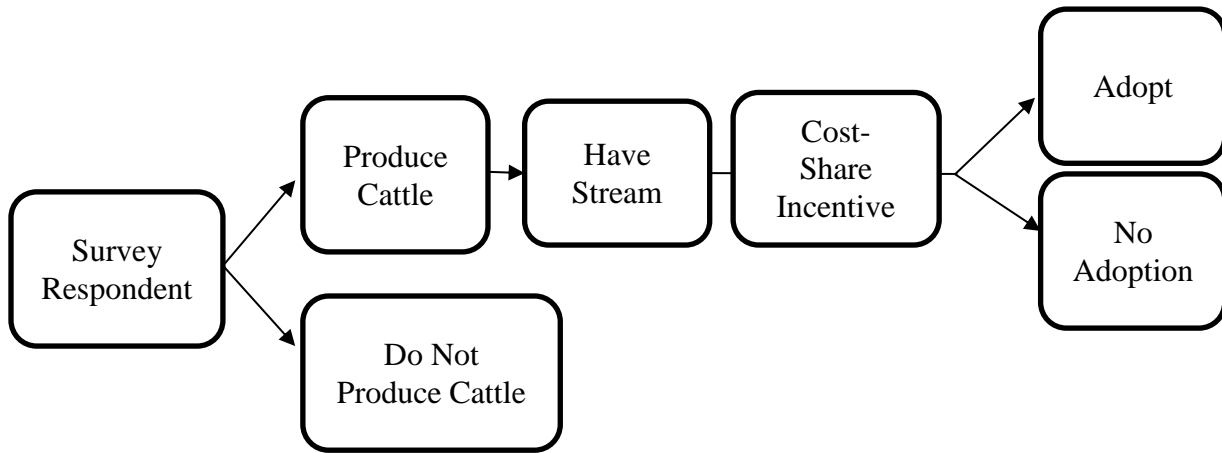 Survey
Respondent
Produce
Cattle
Do Not
Produce Cattle
Have
Stream
Cost-
Share
Incentive
Adopt
No
Adoption